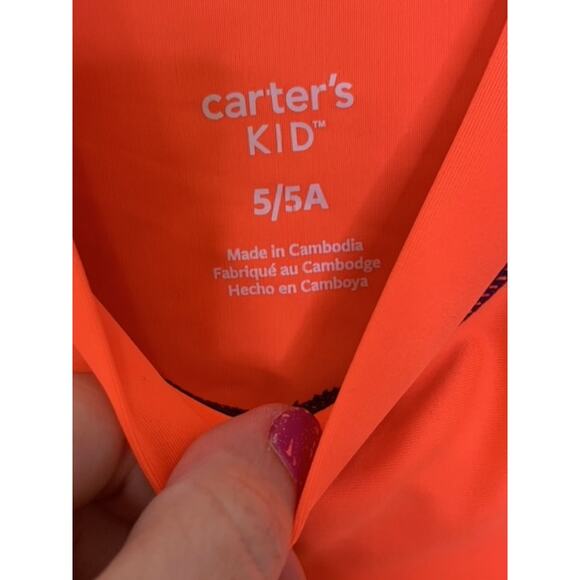 carter's
KID™
5/5A
Made in Cambodia
Fabriqué au Cambodge
Hecho en Camboya